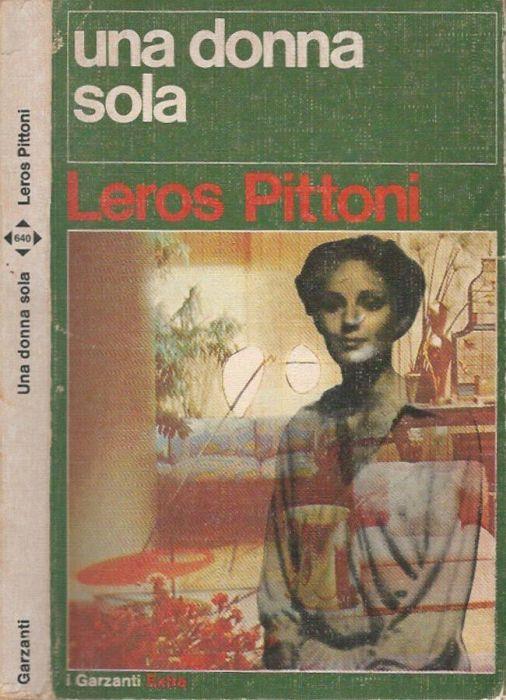 una donna
sola
Leros Pittoni
i Garzanti Extra
Leros Pittoni
640
Una donna sola
Garzanti